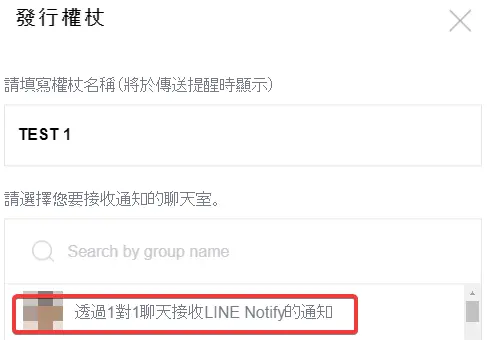 發行權杖
請填寫權杖名稱(將於傳送提醒時顯示)
TEST 1
請選擇您要接收通知的聊天室。
Search by group name
透過1對1聊天接收LINE Notify的通知